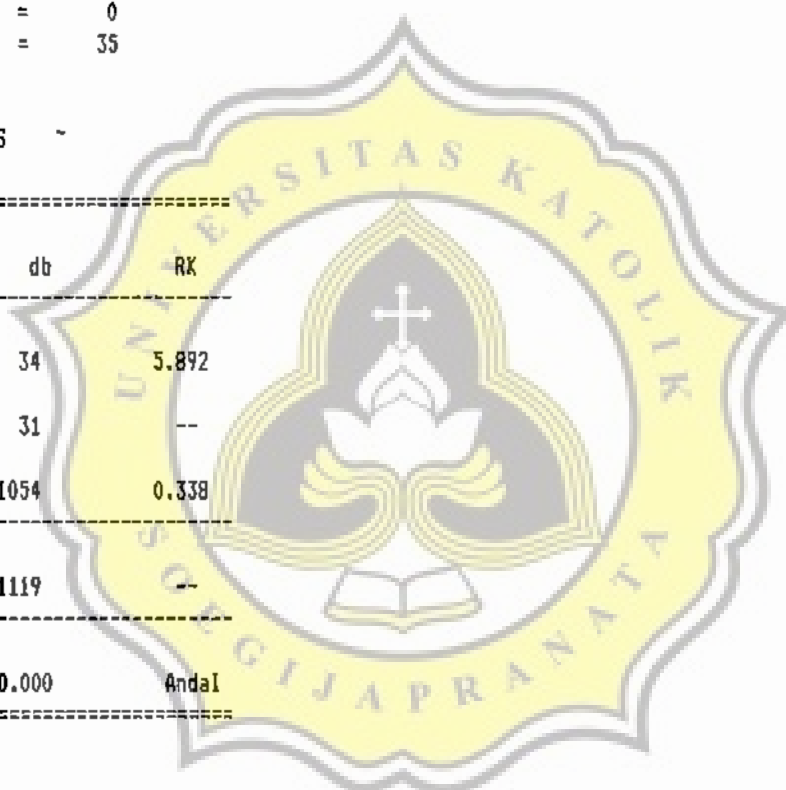 = 0
= 35
S ~
db RK
34 5.892
31 --
1054 0.338
1119 --
0.000 Andal
UNIVERSITAS KATOLIK
SOEGIJAPRANATA